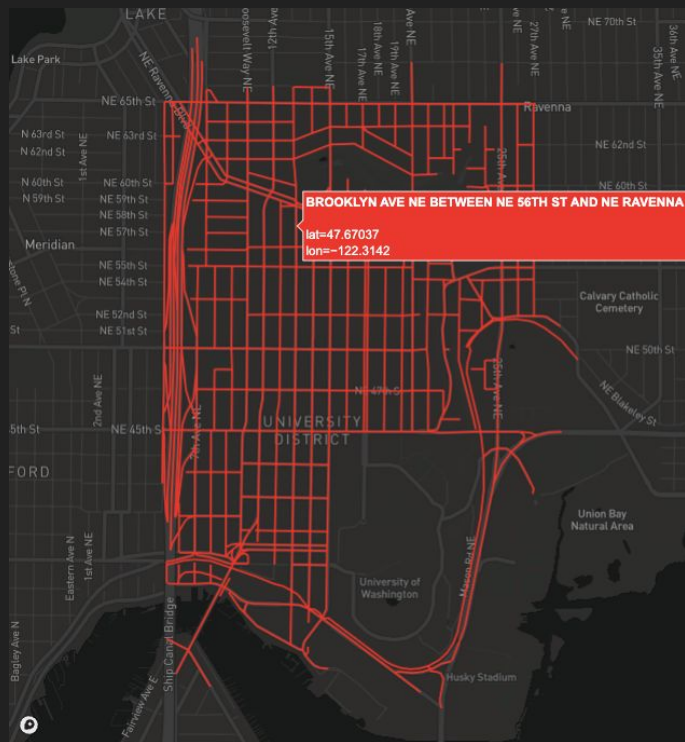 LAKE
NE 70th St
Roosevelt Way NE
12th Ave
15th Ave NE
17th Ave NE
18th Ave NE
19th Ave NE
Ave NE
27th Ave NE
36th Ave NE
35th Ave NE
Lake Park
NE Ravenna Blvd
NE 65th St
Ravenna
N 63rd St
NE 63rd St
N 62nd St
1st Ave NE
NE 62nd St
N 60th St
NE 60th St
NE 60th St
N 59th St
NE 59th St
BROOKLYN AVE NE BETWEEN NE 56TH ST AND NE RAVENNA
lat=47.67037
lon=−122.3142
NE 58th St
NE 57th St
Meridian
NE 55th St
NE 54th St
Stone Pl N
Calvary Catholic
Cemetery
NE 52nd St
St
NE 51st St
NE 50th St
25th Ave NE
2nd Ave NE
NE 47th S
NE Blakeley St
7th Ave NE
UNIVERSITY
DISTRICT
5th St
NE 45th S
FORD
Union Bay
Natural Area
Eastern Ave N
1st Ave NE
Mason Rd NE
University of
Washington
Ship Canal Bridge
Bagley Ave N
Fairview Ave E
Husky Stadium